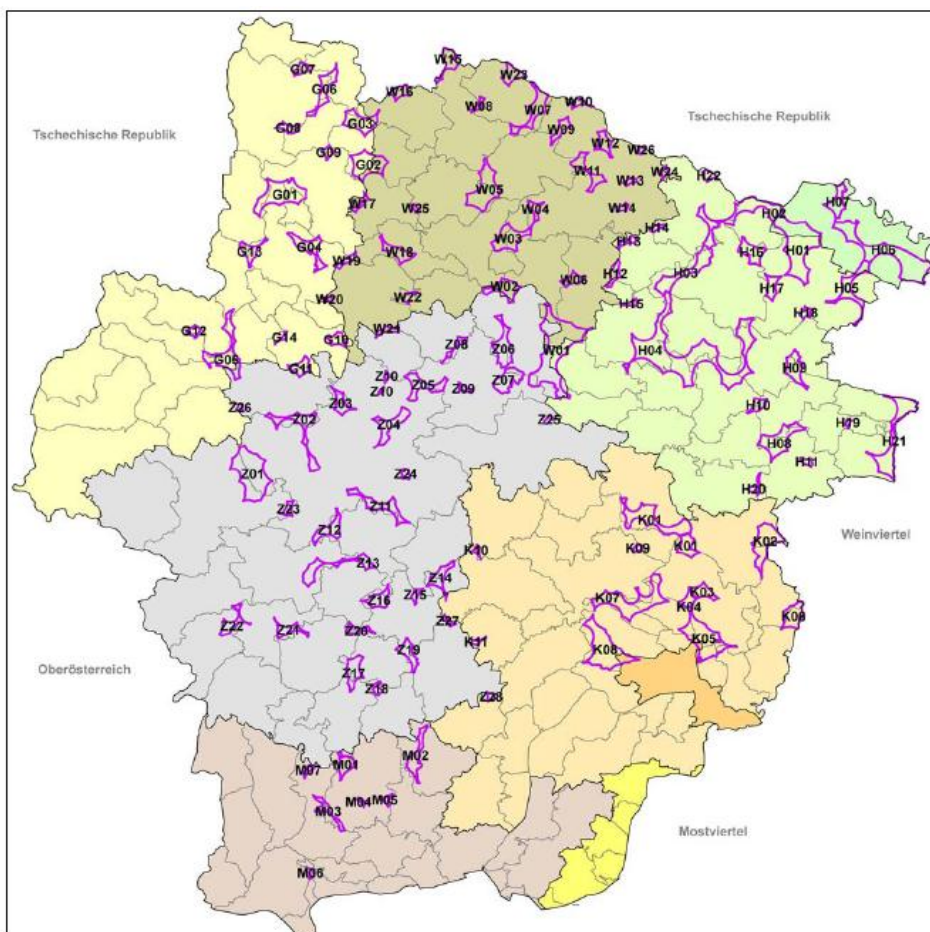 W15
G07
W23
G06
W16
W08
W07
W10
Tschechische Republik
G08
G03
W09
Tschechische Republik
W12
G09
W26
G02
W11
W24
H22
W13
G01
W05
W17
W25
W04
W14
H07
H02
H14
G13
G04
W18
W03
H13
H16
H01
H06
W19
H12
H03
W06
W02
H17
H05
W20
W22
H15
H18
G12
W21
G14
G10
Z08
Z06
W01
H04
G05
G11
Z10
Z07
H09
Z10
Z05
Z09
Z26
Z03
H10
Z02
Z04
Z25
H19
H08
H21
H11
Z01
Z24
H20
Z23
Z11
K01
Z12
Weinviertel
K10
K09
K01
K02
Z13
Z14
Z16
Z15
K07
K03
K04
K06
Z22
Z21
Z20
Z27
K11
K05
Z19
K08
Oberösterreich
Z17
Z18
Z28
M07
M01
M02
M03
M04
M05
Mostviertel
M06